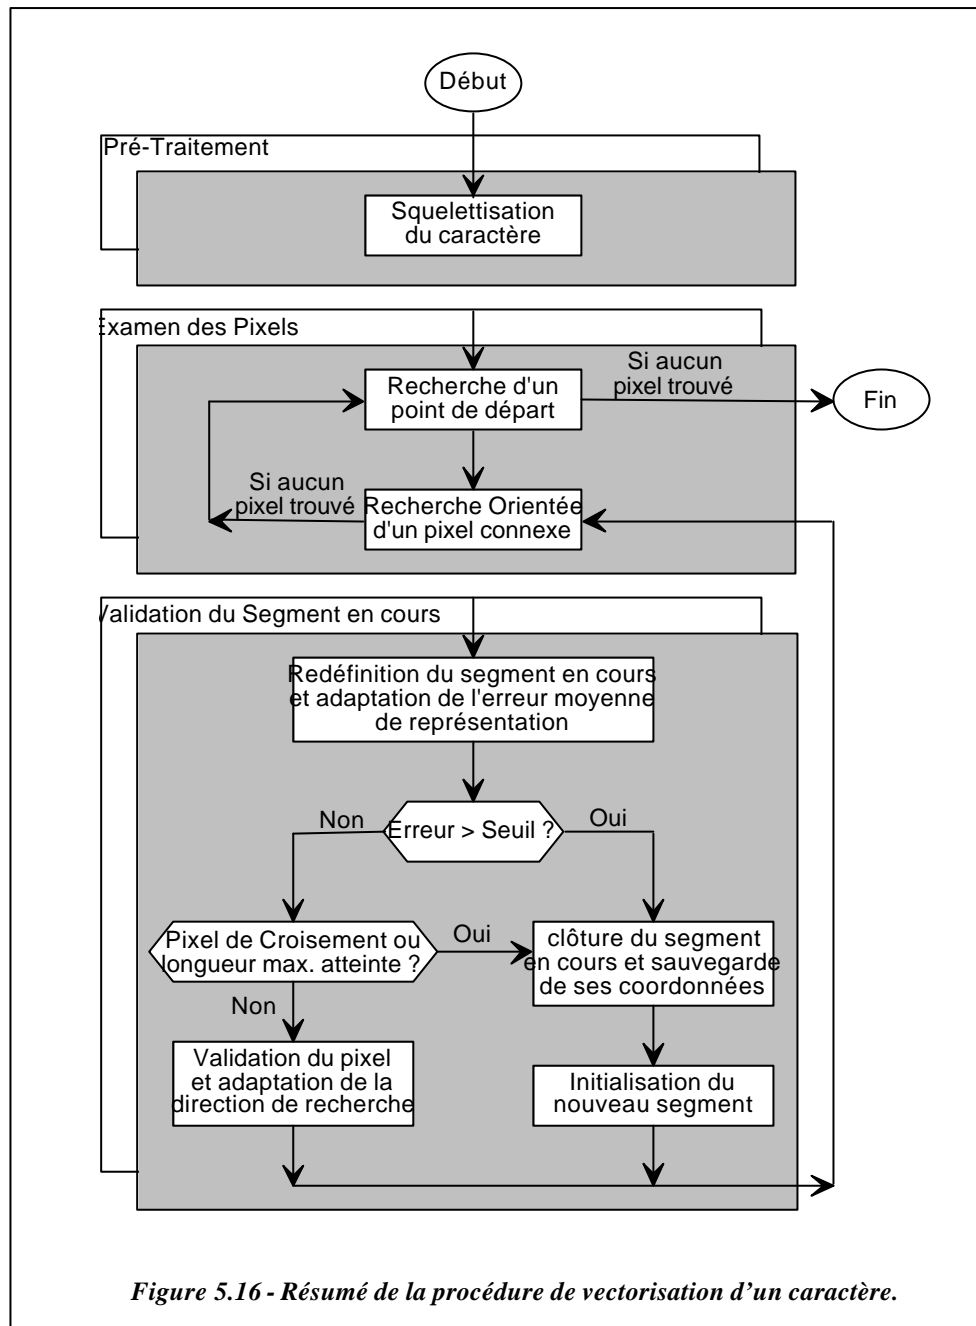 Début
Pré-Traitement
Squelettisation
du caractère
Examen des Pixels
Recherche d'un
point de départ
Si aucun
pixel trouvé
Fin
Si aucun
pixel trouvé
Recherche Orientée
d'un pixel connexe
Validation du Segment en cours
Redéfinition du segment en cours
et adaptation de l'erreur moyenne
de représentation
Non
Erreur > Seuil ?
Oui
Pixel de Croisement ou
longueur max. atteinte ?
Oui
clôture du segment
en cours et sauvegarde
de ses coordonnées
Non
Validation du pixel
et adaptation de la
direction de recherche
Initialisation du
nouveau segment
Figure 5.16 - Résumé de la procédure de vectorisation d'un caractère.